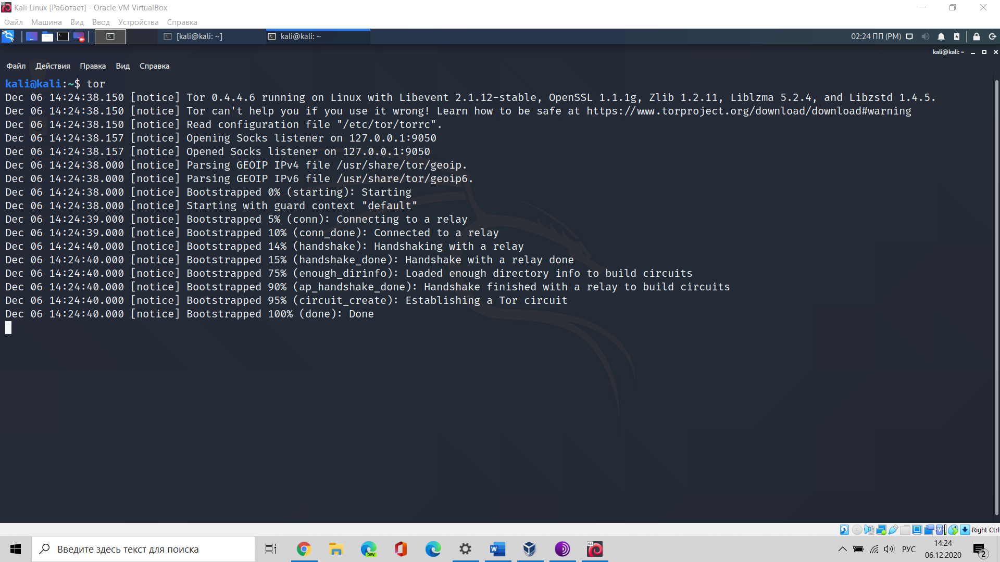 Kali Linux [Работает] - Oracle VM VirtualBox
Файл Машина Вид Ввод Устройства Справка
[kali@kali: ~] kali@kali: ~ 02:24 ПП (PM)
kali@kali: ~
Файл Действия Правка Вид Справка
kali@kali:~$ tor
Dec 06 14:24:38.150 [notice] Tor 0.4.4.6 running on Linux with Libevent 2.1.12-stable, OpenSSL 1.1.1g, Zlib 1.2.11, Liblzma 5.2.4, and Libzstd 1.4.5.
Dec 06 14:24:38.150 [notice] Tor can't help you if you use it wrong! Learn how to be safe at https://www.torproject.org/download/download#warning
Dec 06 14:24:38.150 [notice] Read configuration file "/etc/tor/torrc".
Dec 06 14:24:38.157 [notice] Opening Socks listener on 127.0.0.1:9050
Dec 06 14:24:38.157 [notice] Opened Socks listener on 127.0.0.1:9050
Dec 06 14:24:38.000 [notice] Parsing GEOIP IPv4 file /usr/share/tor/geoip.
Dec 06 14:24:38.000 [notice] Parsing GEOIP IPv6 file /usr/share/tor/geoip6.
Dec 06 14:24:38.000 [notice] Bootstrapped 0% (starting): Starting
Dec 06 14:24:38.000 [notice] Starting with guard context "default"
Dec 06 14:24:39.000 [notice] Bootstrapped 5% (conn): Connecting to a relay
Dec 06 14:24:39.000 [notice] Bootstrapped 10% (conn_done): Connected to a relay
Dec 06 14:24:40.000 [notice] Bootstrapped 14% (handshake): Handshaking with a relay
Dec 06 14:24:40.000 [notice] Bootstrapped 15% (handshake_done): Handshake with a relay done
Dec 06 14:24:40.000 [notice] Bootstrapped 75% (enough_dirinfo): Loaded enough directory info to build circuits
Dec 06 14:24:40.000 [notice] Bootstrapped 90% (ap_handshake_done): Handshake finished with a relay to build circuits
Dec 06 14:24:40.000 [notice] Bootstrapped 95% (circuit_create): Establishing a Tor circuit
Dec 06 14:24:40.000 [notice] Bootstrapped 100% (done): Done
Right Ctrl
Введите здесь текст для поиска
DEV
РУС
14:24
06.12.2020
2